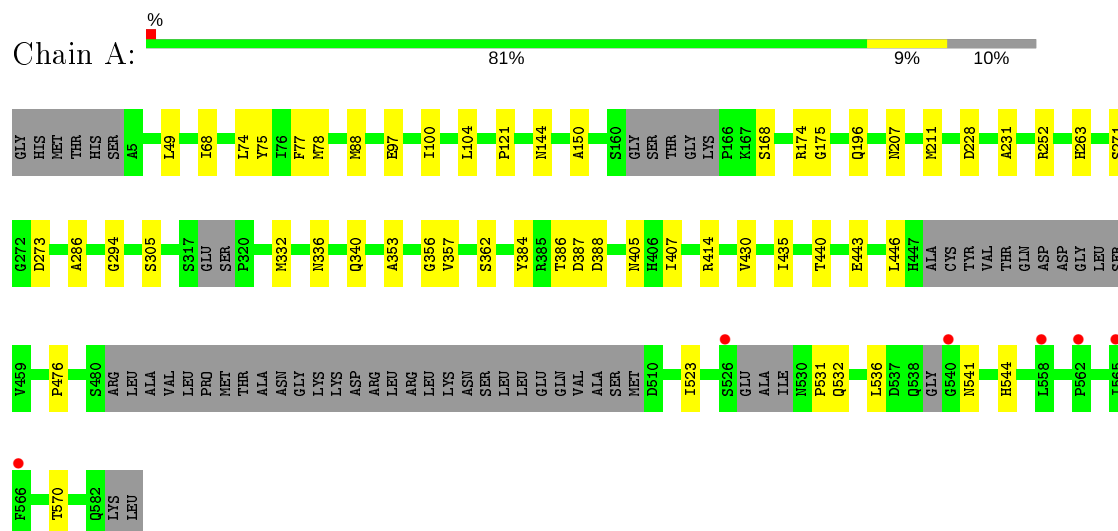 %
Chain A:
81% 9% 10%
GLY HIS MET THR HIS SER A5 L49 I68 L74 Y75 I76 F77 M78 M88 E97 I100 L104 P121 N144 A150 S160 GLY SER THR GLY LYS P166 K167 S168 R174 G175 Q196 N207 M211 D228 A231 R252 H263 S271
G272 D273 A286 G294 S305 S317 GLU SER P320 M332 N336 Q340 A353 G356 V357 S362 Y384 R385 T386 D387 D388 N405 H406 I407 R414 V430 I435 T440 E443 L446 H447 ALA CYS TYR VAL THR GLN ASP ASP GLY LEU SER
V459 P476 S480 ARG LEU ALA VAL LEU PRO MET THR ALA ASN GLY LYS LYS ASP ARG LEU ARG LEU LYS ASN SER LEU LEU GLU GLN VAL ALA SER MET D510 I523 S526 GLU ALA ILE N530 P531 Q532 L536 D537 Q538 GLY G540 N541 H544 L558 P562 I565
F566 T570 Q582 LYS LEU